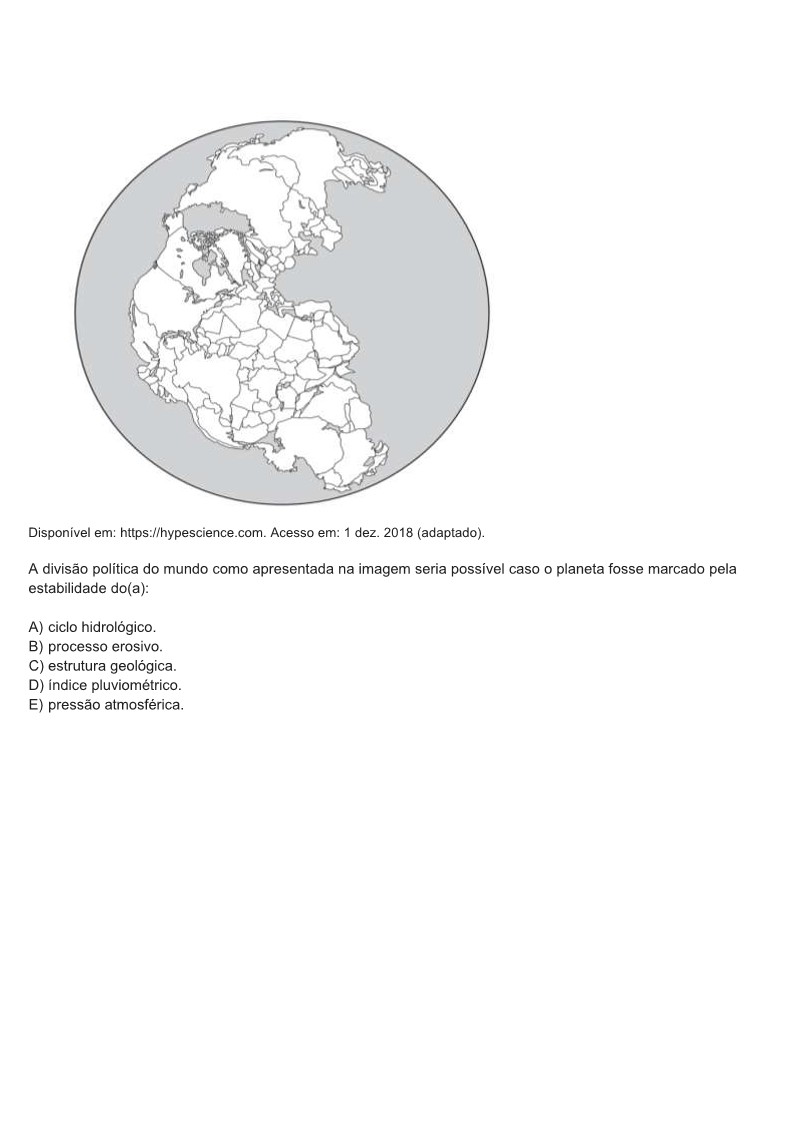 Disponível em: https://hypescience.com. Acesso em: 1 dez. 2018 (adaptado).
A divisão política do mundo como apresentada na imagem seria possível caso o planeta fosse marcado pela
estabilidade do(a):
A) ciclo hidrológico.
B) processo erosivo.
C) estrutura geológica.
D) índice pluviométrico.
E) pressão atmosférica.